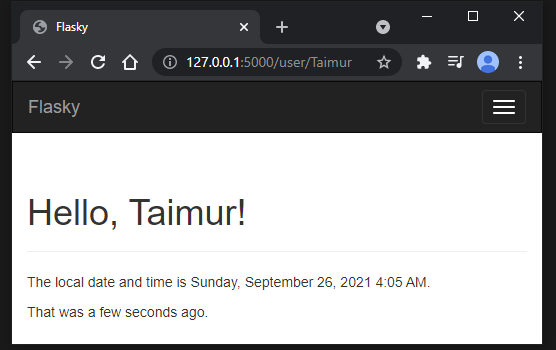 Flasky
127.0.0.1:5000/user/Taimur
Flasky
Hello, Taimur!
The local date and time is Sunday, September 26, 2021 4:05 AM.
That was a few seconds ago.